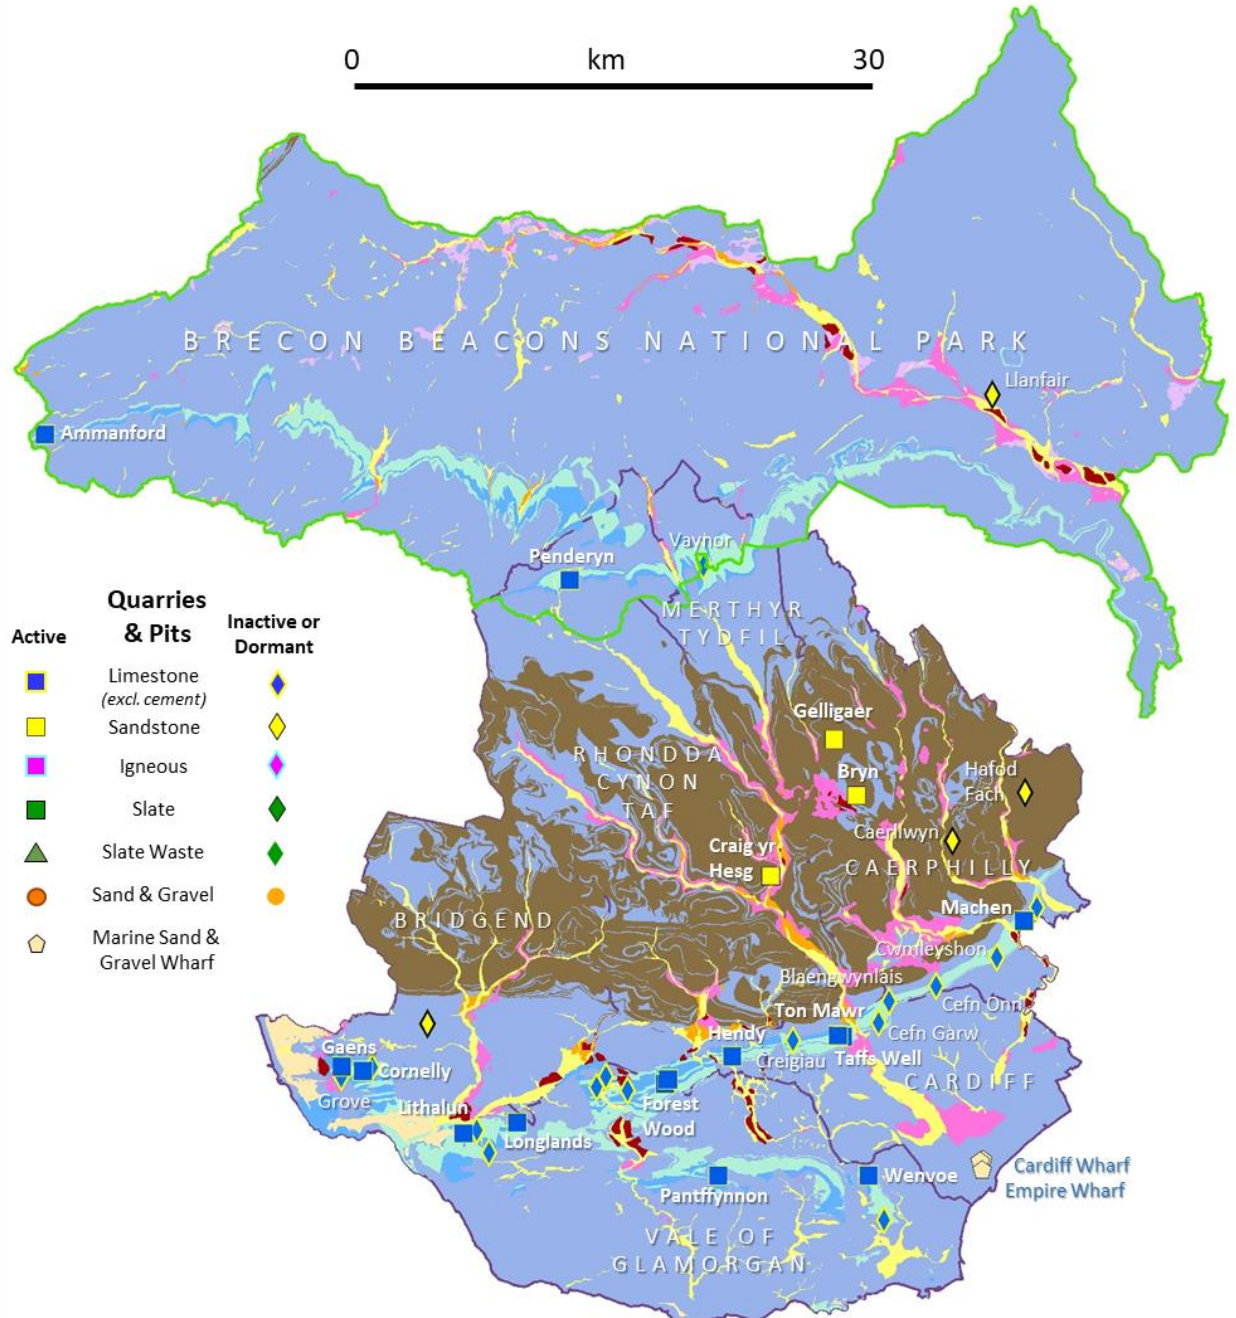 0 km 30
BRECON BEACONS NATIONAL PARK
Llanfair
Ammanford
Vaynor
Penderyn
MERTHYR
TYDFIL
Quarries
& Pits
Active
Inactive or
Dormant
Limestone
(excl. cement)
Sandstone
Igneous
Slate
Slate Waste
Sand & Gravel
Marine Sand &
Gravel Wharf
Gelligaer
RHONDDA
CYNON
TAF
Bryn
Hafod
Fach
Caerllwyn
Craig yr
Hesg
CAERPHILLY
Machen
BRIDGEND
Cwmleyshon
Blaengwynlais
Cefn Onn
Ton Mawr
Cefn Garw
Hendy
Creigiau
Taffs Well
Gaens
Cornelly
CARDIFF
Grove
Lithalun
Forest
Wood
Longlands
Cardiff Wharf
Empire Wharf
Wenvoe
Pantffynnon
VALE OF
GLAMORGAN